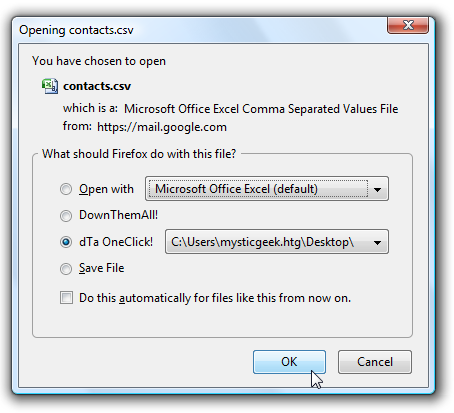 Opening contacts.csv
You have chosen to open
contacts.csv
which is a: Microsoft Office Excel Comma Separated Values File
from: https://mail.google.com
What should Firefox do with this file?
Open with Microsoft Office Excel (default)
DownThemAll!
dTa OneClick! C:\Users\mysticgeek.htg\Desktop\
Save File
Do this automatically for files like this from now on.
OK Cancel